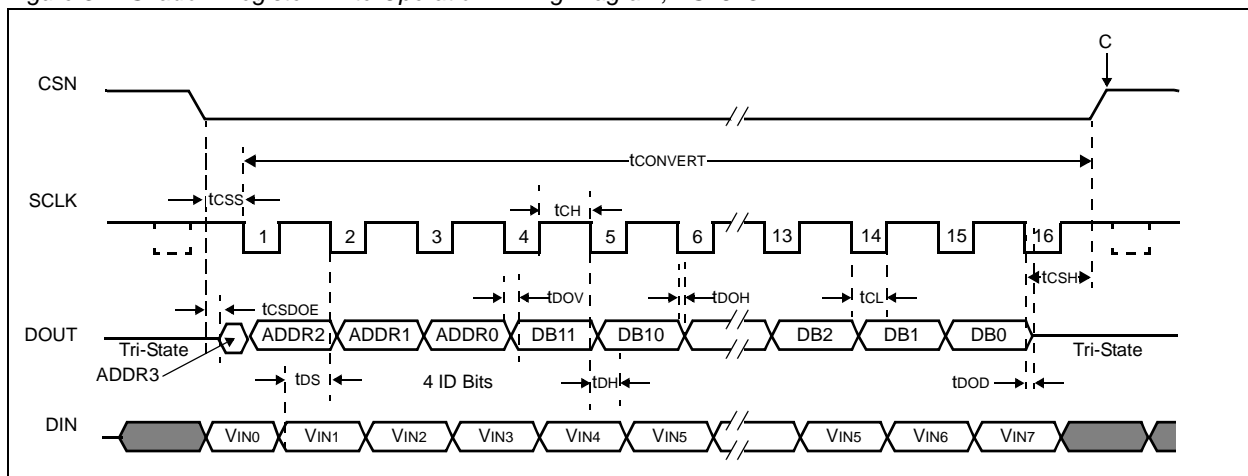 C
CSN
tCONVERT
tCSS
SCLK
tCH
1 2 3 4 5 6 13 14 15 16
tCSH
tCSDOE tDOV tDOH tCL
DOUT
ADDR2 ADDR1 ADDR0 DB11 DB10 DB2 DB1 DB0
Tri-State Tri-State
ADDR3
tDS 4 ID Bits tDH tDOD
DIN
VIN0 VIN1 VIN2 VIN3 VIN4 VIN5 VIN5 VIN6 VIN7